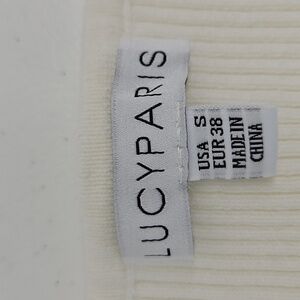 LUCYPARIS
S
USA
EUR 38
MADE IN
CHINA